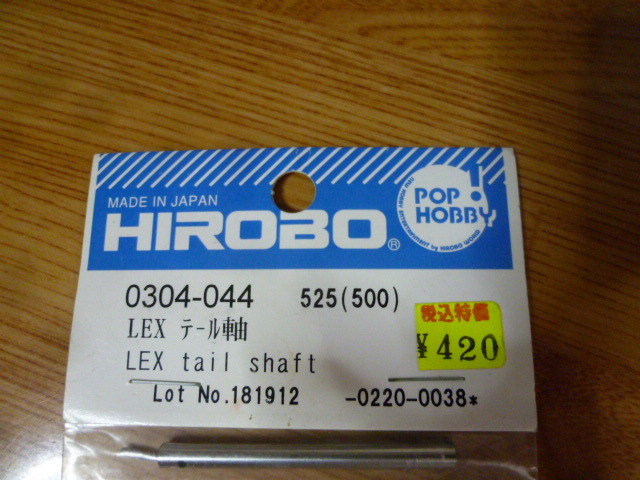 MADE IN JAPAN
HIROBO®
POP
HOBBY!
0304-044 525(500)
LEX テール軸
LEX tail shaft
Lot No.181912 -0220-0038*
税込特価
¥420